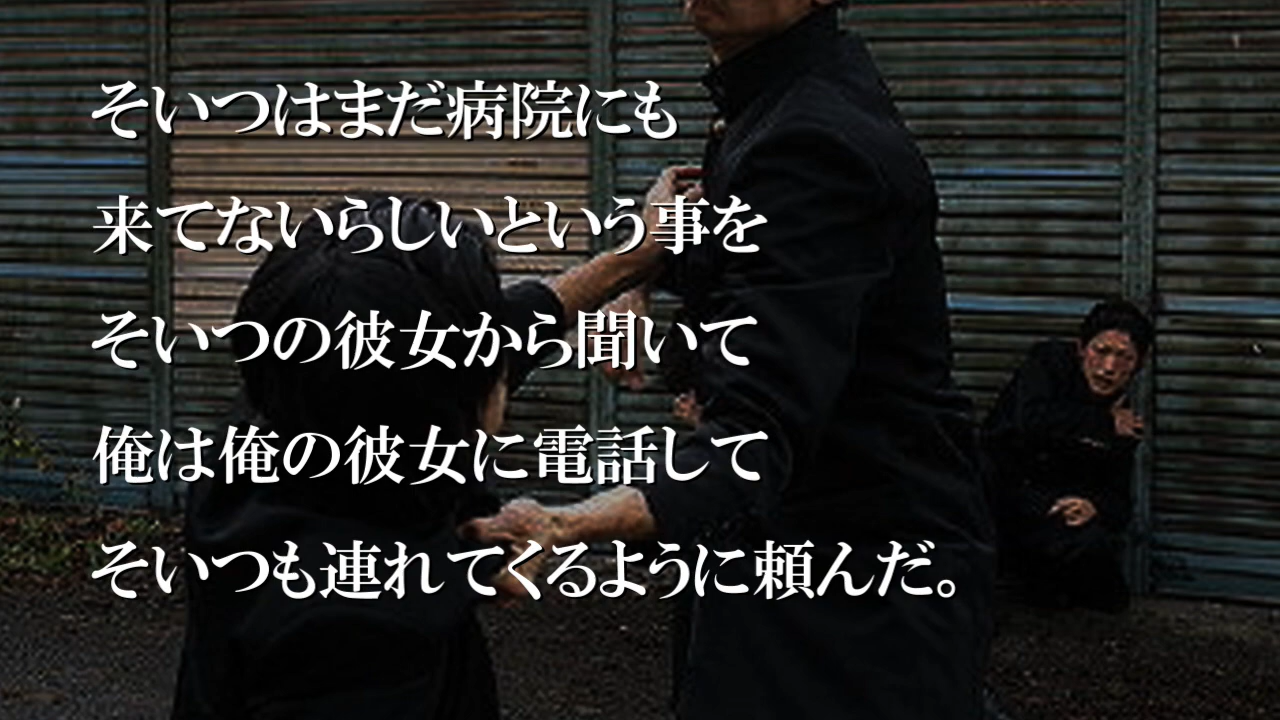 そいつはまだ病院にも
来てないらしいという事を
そいつの彼女から聞いて
俺は俺の彼女に電話して
そいつも連れてくるように頼んだ。